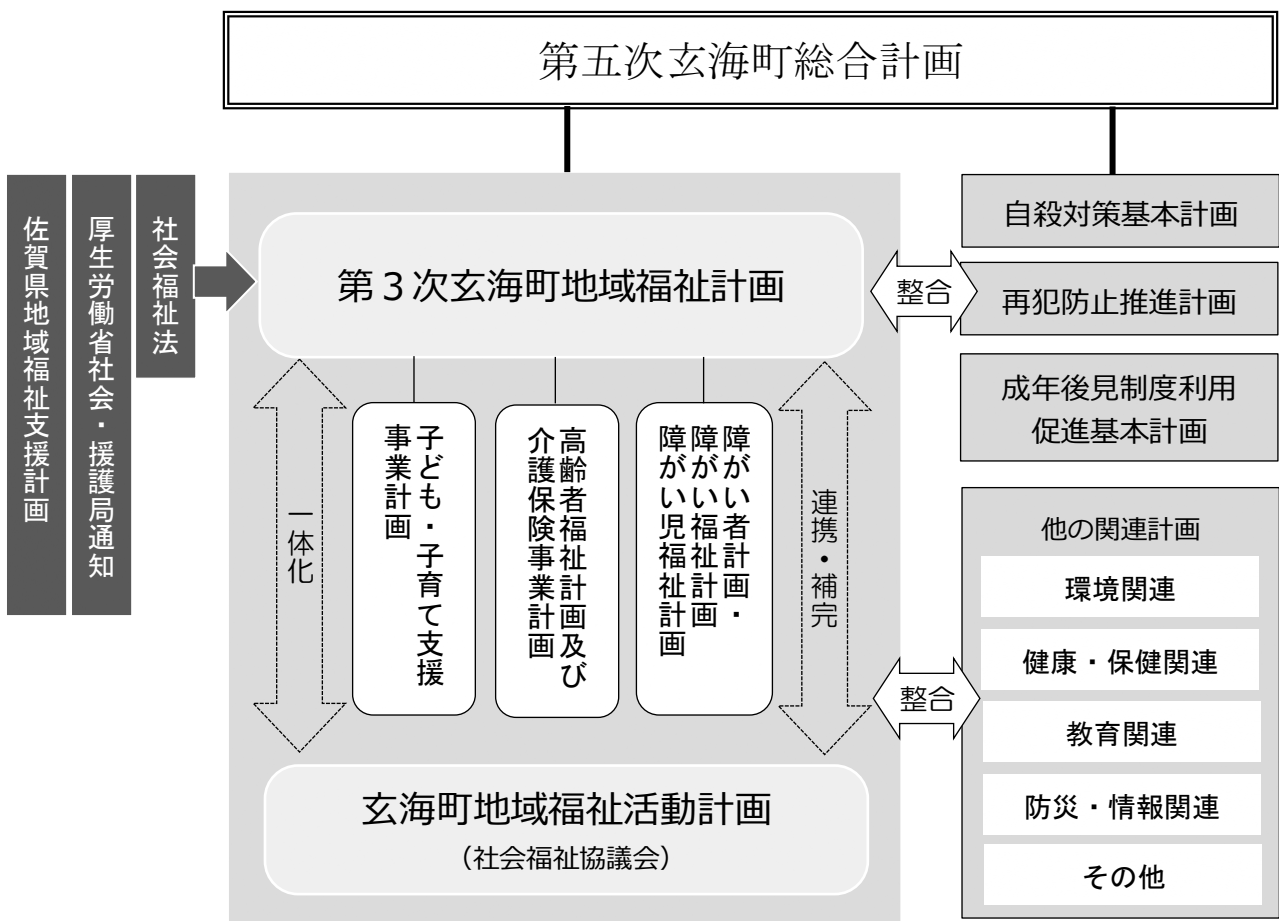 第五次玄海町総合計画
佐賀県地域福祉支援計画
厚生労働省社会・援護局通知
社会福祉法
第３次玄海町地域福祉計画
整合
自殺対策基本計画
再犯防止推進計画
成年後見制度利用
促進基本計画
一体化
子ども・子育て支援
事業計画
高齢者福祉計画及び
介護保険事業計画
障がい者計画・
障がい福祉計画
障がい児福祉計画
連携・補完
整合
他の関連計画
環境関連
健康・保健関連
教育関連
防災・情報関連
その他
玄海町地域福祉活動計画
（社会福祉協議会）